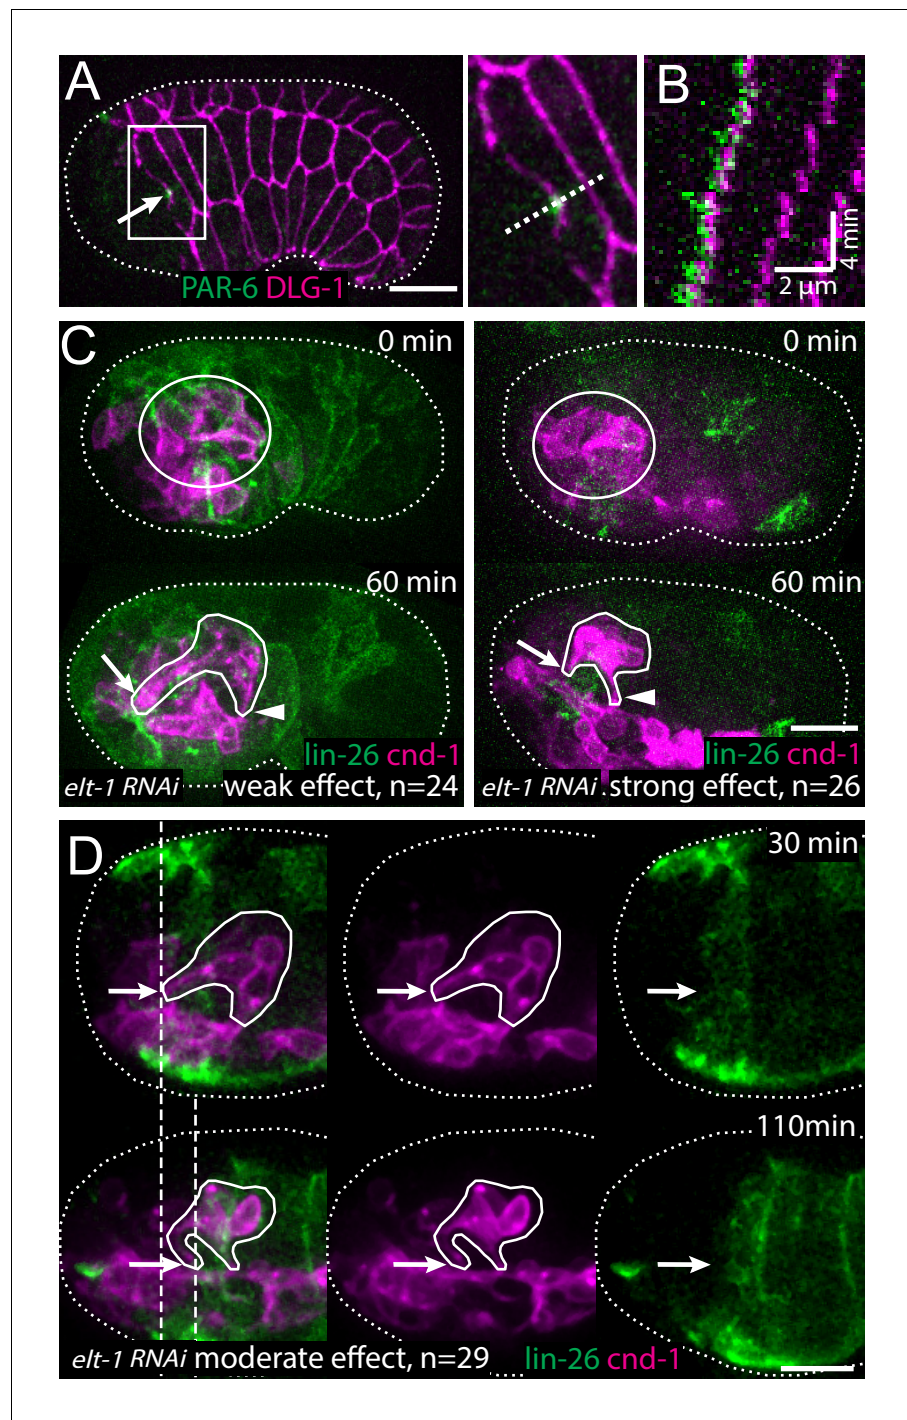 A
PAR-6 DLG-1
B
4 min
2 µm
C
0 min
0 min
60 min
60 min
lin-26 cnd-1
lin-26 cnd-1
elt-1 RNAi weak effect, n=24
elt-1 RNAi strong effect, n=26
D
30 min
110min
elt-1 RNAi moderate effect, n=29
lin-26 cnd-1